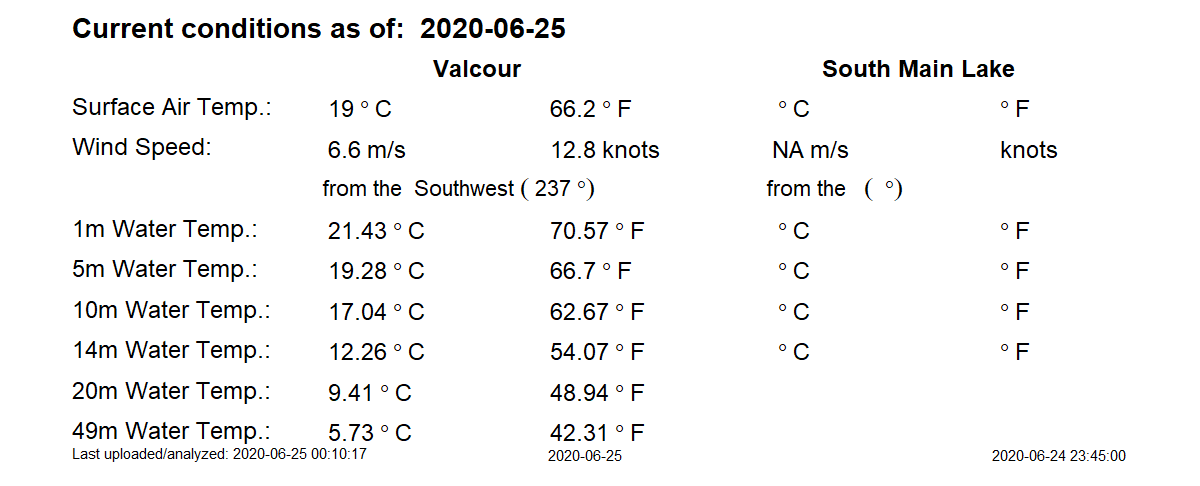 Current conditions as of: 2020-06-25
Valcour South Main Lake
Surface Air Temp.: 19 ° C 66.2 ° F ° C ° F
Wind Speed: 6.6 m/s 12.8 knots NA m/s knots
from the Southwest ( 237 °) from the ( °)
1m Water Temp.: 21.43 ° C 70.57 ° F ° C ° F
5m Water Temp.: 19.28 ° C 66.7 ° F ° C ° F
10m Water Temp.: 17.04 ° C 62.67 ° F ° C ° F
14m Water Temp.: 12.26 ° C 54.07 ° F ° C ° F
20m Water Temp.: 9.41 ° C 48.94 ° F
49m Water Temp.: 5.73 ° C 42.31 ° F
Last uploaded/analyzed: 2020-06-25 00:10:17 2020-06-25 2020-06-24 23:45:00